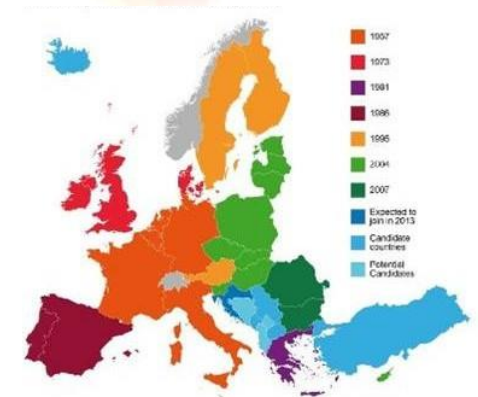 1957
1973
1981
1986
1995
2004
2007
Expected to
join in 2013
Candidate
countries
Potential
Candidates